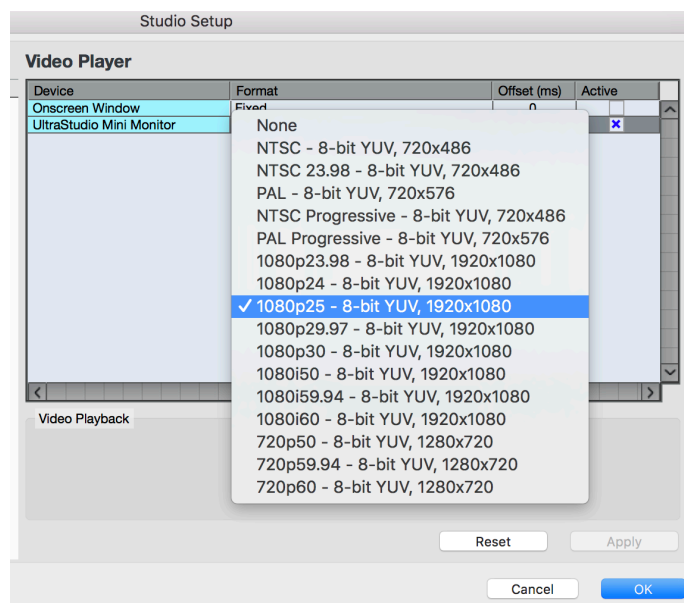 Studio Setup
Video Player
Device Format Offset (ms) Active
Onscreen Window Fixed 0
UltraStudio Mini Monitor
None
NTSC - 8-bit YUV, 720x486
NTSC 23.98 - 8-bit YUV, 720x486
PAL - 8-bit YUV, 720x576
NTSC Progressive - 8-bit YUV, 720x486
PAL Progressive - 8-bit YUV, 720x576
1080p23.98 - 8-bit YUV, 1920x1080
1080p24 - 8-bit YUV, 1920x1080
✓ 1080p25 - 8-bit YUV, 1920x1080
1080p29.97 - 8-bit YUV, 1920x1080
1080p30 - 8-bit YUV, 1920x1080
1080i50 - 8-bit YUV, 1920x1080
1080i59.94 - 8-bit YUV, 1920x1080
1080i60 - 8-bit YUV, 1920x1080
720p50 - 8-bit YUV, 1280x720
720p59.94 - 8-bit YUV, 1280x720
720p60 - 8-bit YUV, 1280x720
Video Playback
Reset Apply
Cancel OK